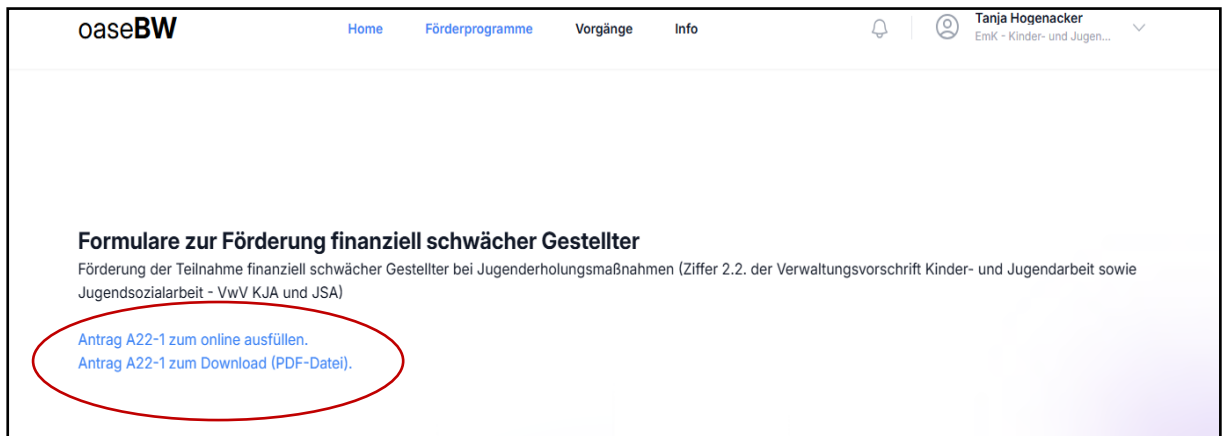 oaseBW
Home Förderprogramme Vorgänge Info
Tanja Hogenacker
EmK - Kinder- und Jugen...
Formulare zur Förderung finanziell schwächer Gestellter
Förderung der Teilnahme finanziell schwächer Gestellter bei Jugenderholungsmaßnahmen (Ziffer 2.2. der Verwaltungsvorschrift Kinder- und Jugendarbeit sowie
Jugendsozialarbeit - VwV KJA und JSA)
Antrag A22-1 zum online ausfüllen.
Antrag A22-1 zum Download (PDF-Datei).